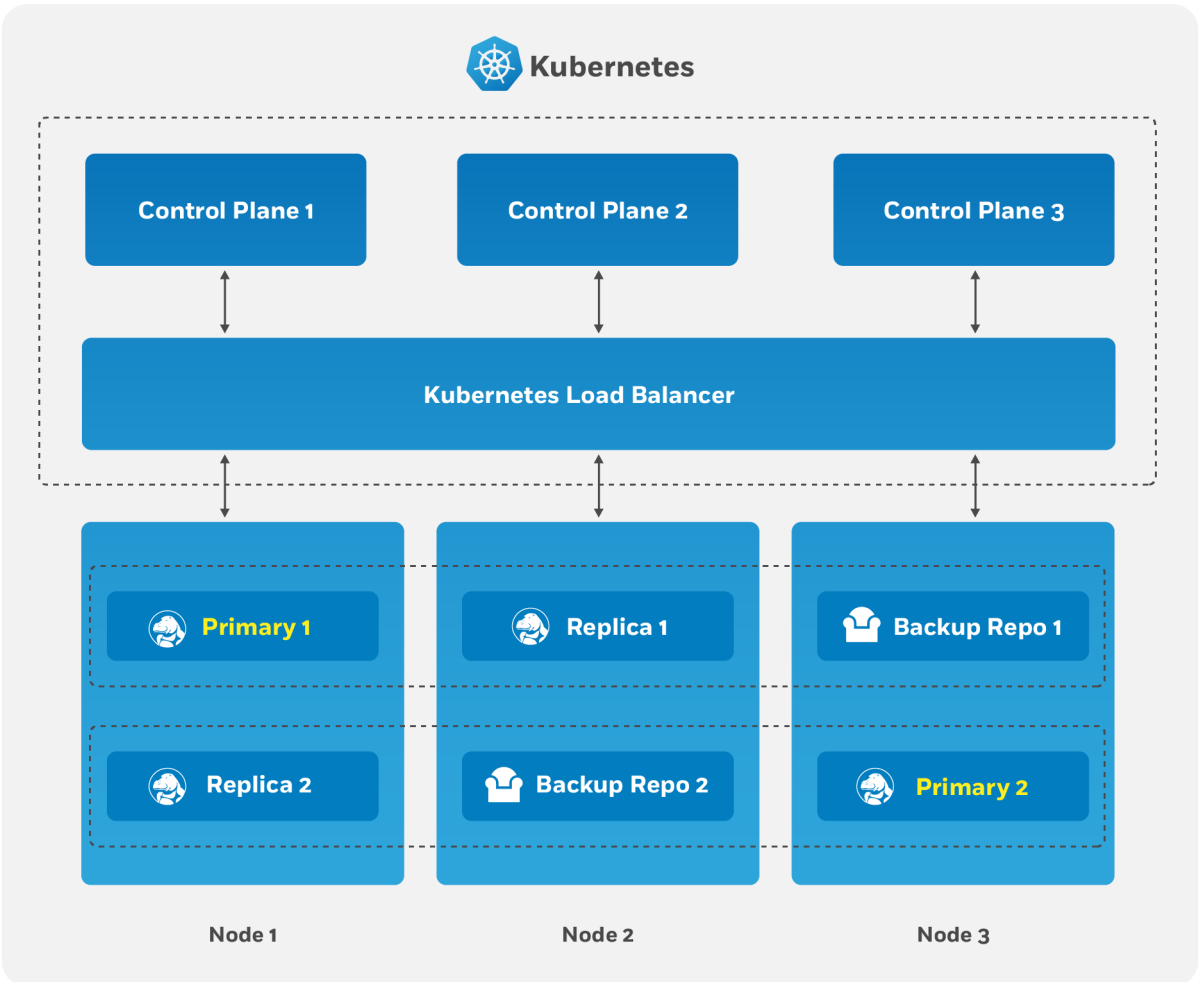 Kubernetes
Control Plane 1
Control Plane 2
Control Plane 3
Kubernetes Load Balancer
Primary 1
Replica 1
Backup Repo 1
Replica 2
Backup Repo 2
Primary 2
Node 1
Node 2
Node 3